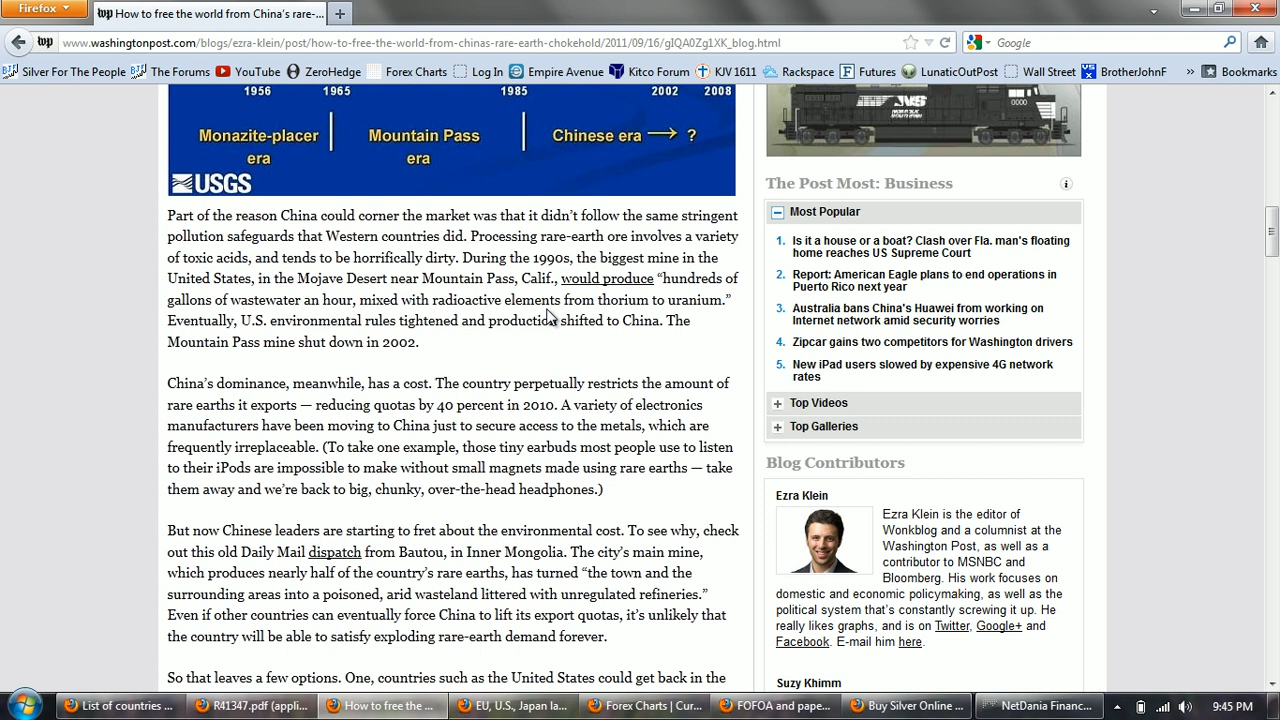 Firefox
How to free the world from China's rare-...
www.washingtonpost.com/blogs/ezra-klein/post/how-to-free-the-world-from-chinas-rare-earth-chokehold/2011/09/16/gIQA0Zg1XK_blog.html
Google
Silver For The People
The Forums
YouTube
ZeroHedge
Forex Charts
Log In
Empire Avenue
Kitco Forum
KJV 1611
Rackspace
Futures
LunaticOutPost
Wall Street
BrotherJohnF
»
Bookmarks
1956 1965 1985 2002 2008
Monazite-placer era
Mountain Pass era
Chinese era → ?
USGS
Part of the reason China could corner the market was that it didn't follow the same stringent
pollution safeguards that Western countries did. Processing rare-earth ore involves a variety
of toxic acids, and tends to be horrifically dirty. During the 1990s, the biggest mine in the
United States, in the Mojave Desert near Mountain Pass, Calif., would produce "hundreds of
gallons of wastewater an hour, mixed with radioactive elements from thorium to uranium."
Eventually, U.S. environmental rules tightened and production shifted to China. The
Mountain Pass mine shut down in 2002.
China's dominance, meanwhile, has a cost. The country perpetually restricts the amount of
rare earths it exports — reducing quotas by 40 percent in 2010. A variety of electronics
manufacturers have been moving to China just to secure access to the metals, which are
frequently irreplaceable. (To take one example, those tiny earbuds most people use to listen
to their iPods are impossible to make without small magnets made using rare earths — take
them away and we're back to big, chunky, over-the-head headphones.)
But now Chinese leaders are starting to fret about the environmental cost. To see why, check
out this old Daily Mail dispatch from Bautou, in Inner Mongolia. The city's main mine,
which produces nearly half of the country's rare earths, has turned "the town and the
surrounding areas into a poisoned, arid wasteland littered with unregulated refineries."
Even if other countries can eventually force China to lift its export quotas, it's unlikely that
the country will be able to satisfy exploding rare-earth demand forever.
So that leaves a few options. One, countries such as the United States could get back in the
NS
0000
The Post Most: Business
Most Popular
1. Is it a house or a boat? Clash over Fla. man's floating
home reaches US Supreme Court
2. Report: American Eagle plans to end operations in
Puerto Rico next year
3. Australia bans China's Huawei from working on
Internet network amid security worries
4. Zipcar gains two competitors for Washington drivers
5. New iPad users slowed by expensive 4G network
rates
Top Videos
Top Galleries
Blog Contributors
Ezra Klein
Ezra Klein is the editor of
Wonkblog and a columnist at the
Washington Post, as well as a
contributor to MSNBC and
Bloomberg. His work focuses on
domestic and economic policymaking, as well as the
political system that's constantly screwing it up. He
really likes graphs, and is on Twitter, Google+ and
Facebook. E-mail him here.
Suzy Khimm
List of countries ...
R41347.pdf (appli...
How to free the ...
EU, U.S., Japan la...
Forex Charts | Cur...
FOFOA and pape...
Buy Silver Online ...
NetDania Financ...
9:45 PM